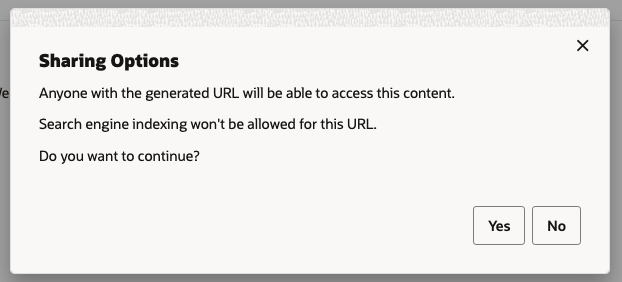 Sharing Options
Anyone with the generated URL will be able to access this content.
Search engine indexing won't be allowed for this URL.
Do you want to continue?
Yes No